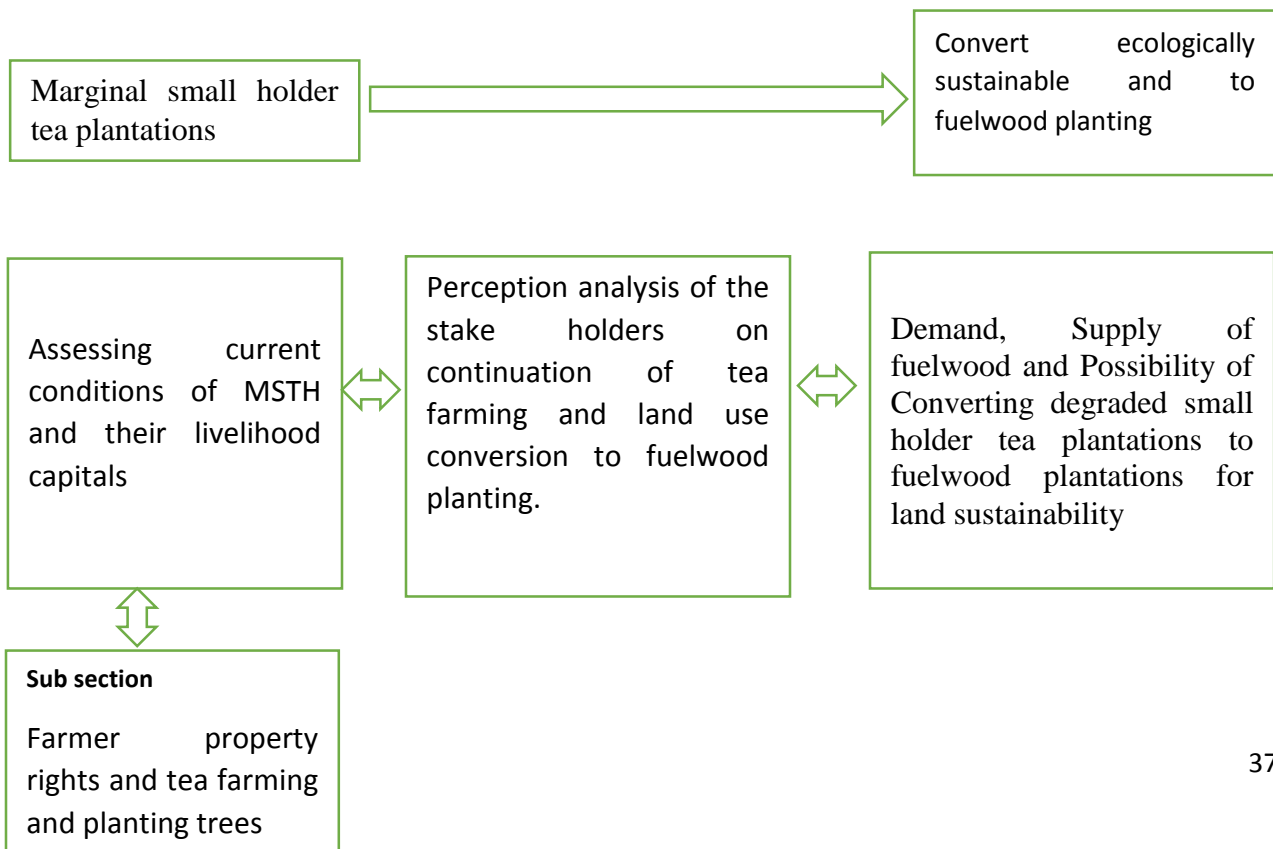 Marginal small holder
tea plantations
Convert ecologically
sustainable and to
fuelwood planting
Assessing current
conditions of MSTH
and their livelihood
capitals
Perception analysis of the
stake holders on
continuation of tea
farming and land use
conversion to fuelwood
planting.
Demand, Supply of
fuelwood and Possibility of
Converting degraded small
holder tea plantations to
fuelwood plantations for
land sustainability
Sub section
Farmer property
rights and tea farming
and planting trees
37